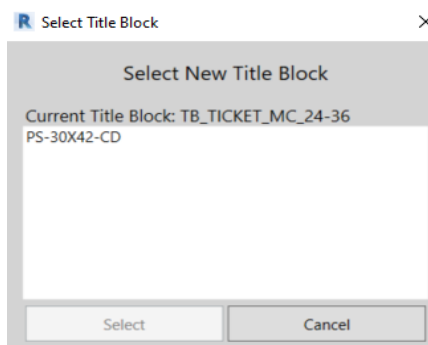 R Select Title Block
Select New Title Block
Current Title Block: TB_TICKET_MC_24-36
PS-30X42-CD
Select
Cancel